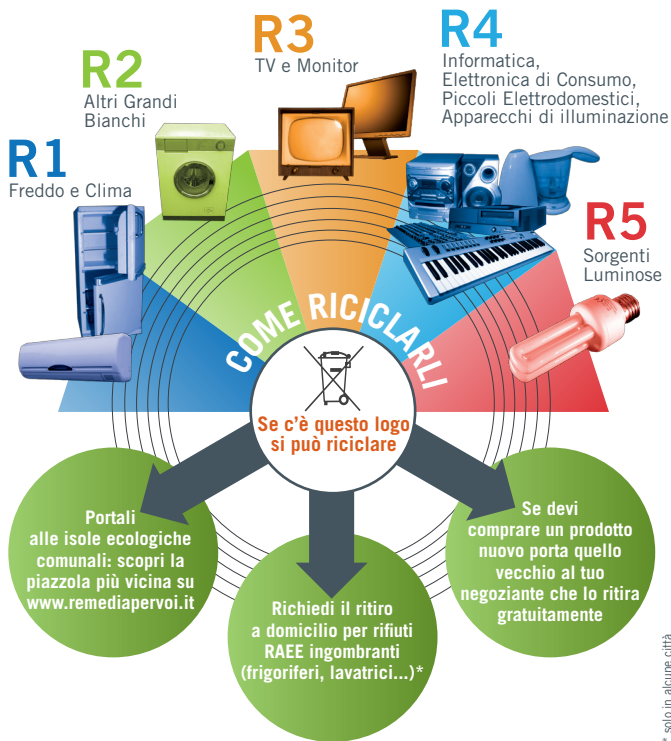 R1
Freddo e Clima
R2
Altri Grandi
Bianchi
R3
TV e Monitor
R4
Informatica,
Elettronica di Consumo,
Piccoli Elettrodomestici,
Apparecchi di illuminazione
R5
Sorgenti
Luminose
COME RICICLARLI
Se c'è questo logo
si può riciclare
Portali
alle isole ecologiche
comunali: scopri la
piazzola più vicina su
www.remediapervoi.it
Richiedi il ritiro
a domicilio per rifiuti
RAEE ingombranti
(frigoriferi, lavatrici...)*
Se devi
comprare un prodotto
nuovo porta quello
vecchio al tuo
negoziante che lo ritira
gratuitamente
* solo in alcune città